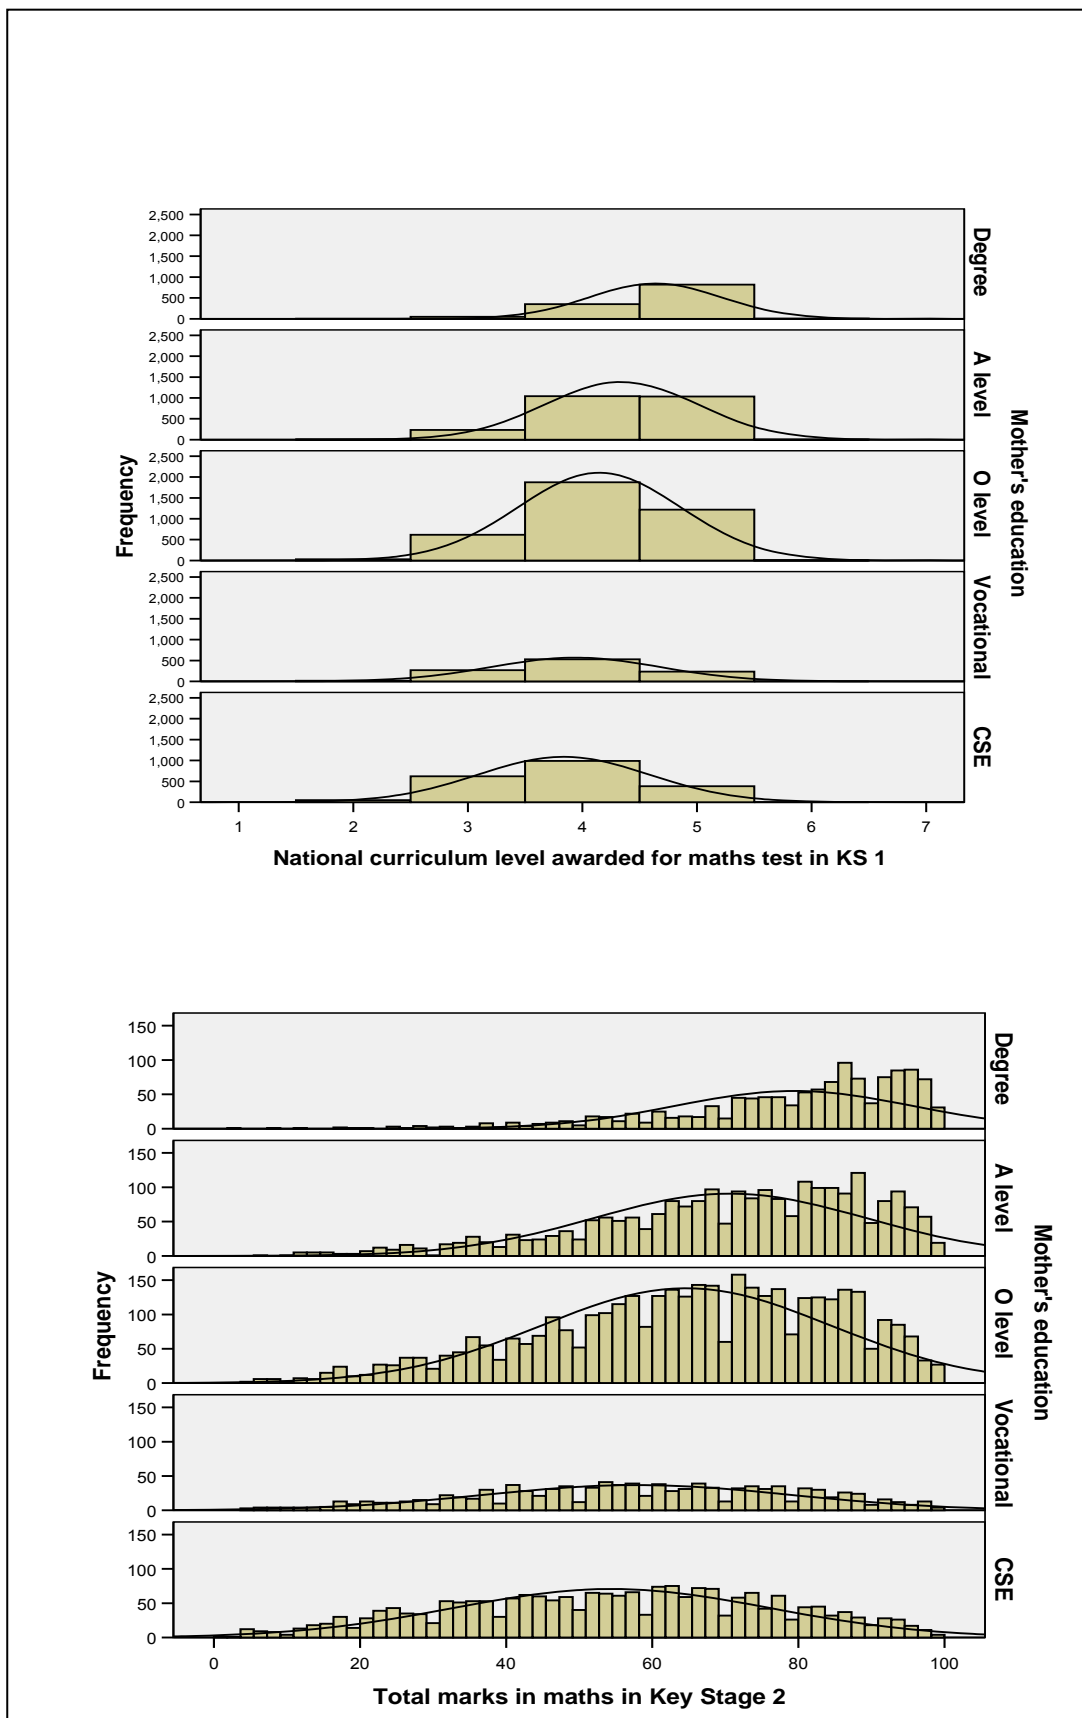 2,500
2,000
1,500
1,000
500
0
Degree
2,500
2,000
1,500
1,000
500
0
A level
2,500
2,000
1,500
1,000
500
0
O level
2,500
2,000
1,500
1,000
500
0
Vocational
2,500
2,000
1,500
1,000
500
0
CSE
Frequency
Mother's education
1 2 3 4 5 6 7
National curriculum level awarded for maths test in KS 1
150
100
50
0
Degree
150
100
50
0
A level
150
100
50
0
O level
150
100
50
0
Vocational
150
100
50
0
CSE
Frequency
Mother's education
0 20 40 60 80 100
Total marks in maths in Key Stage 2